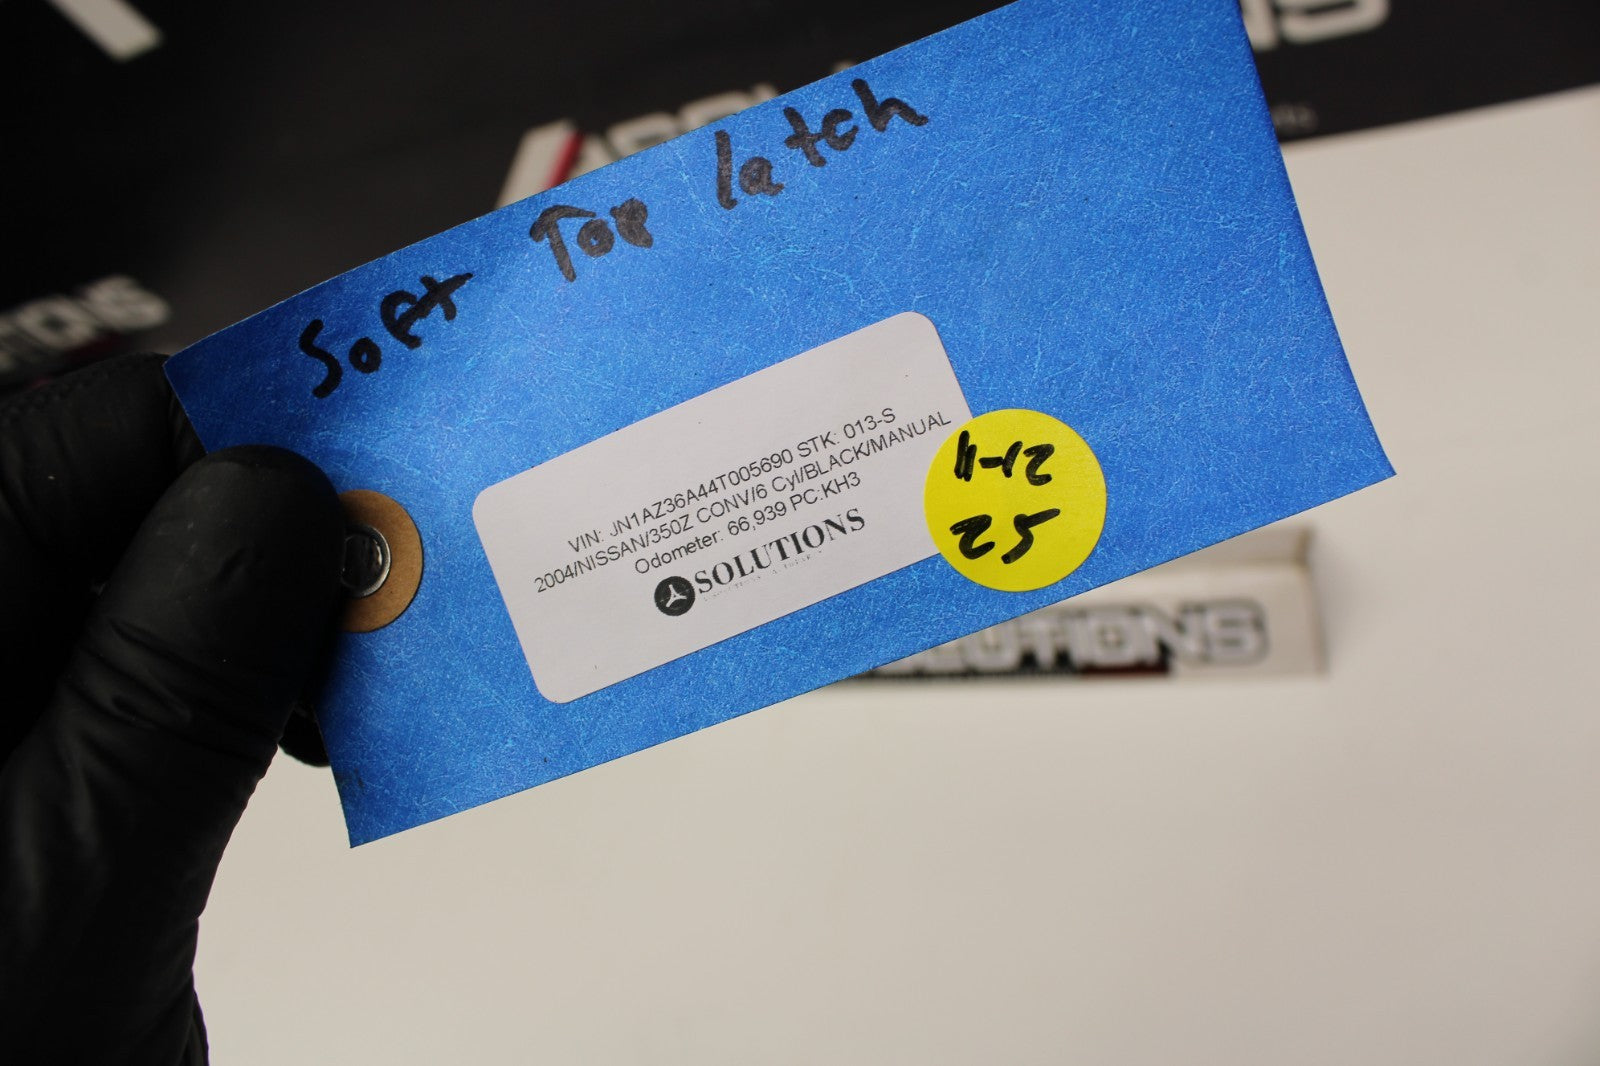 Soft Top latch
VIN: JN1AZ36A44T005690 STK: 013-S
2004/NISSAN/350Z CONV/6 Cyl/BLACK/MANUAL
Odometer: 66,939 PC:KH3
SOLUTIONS
11-12
25